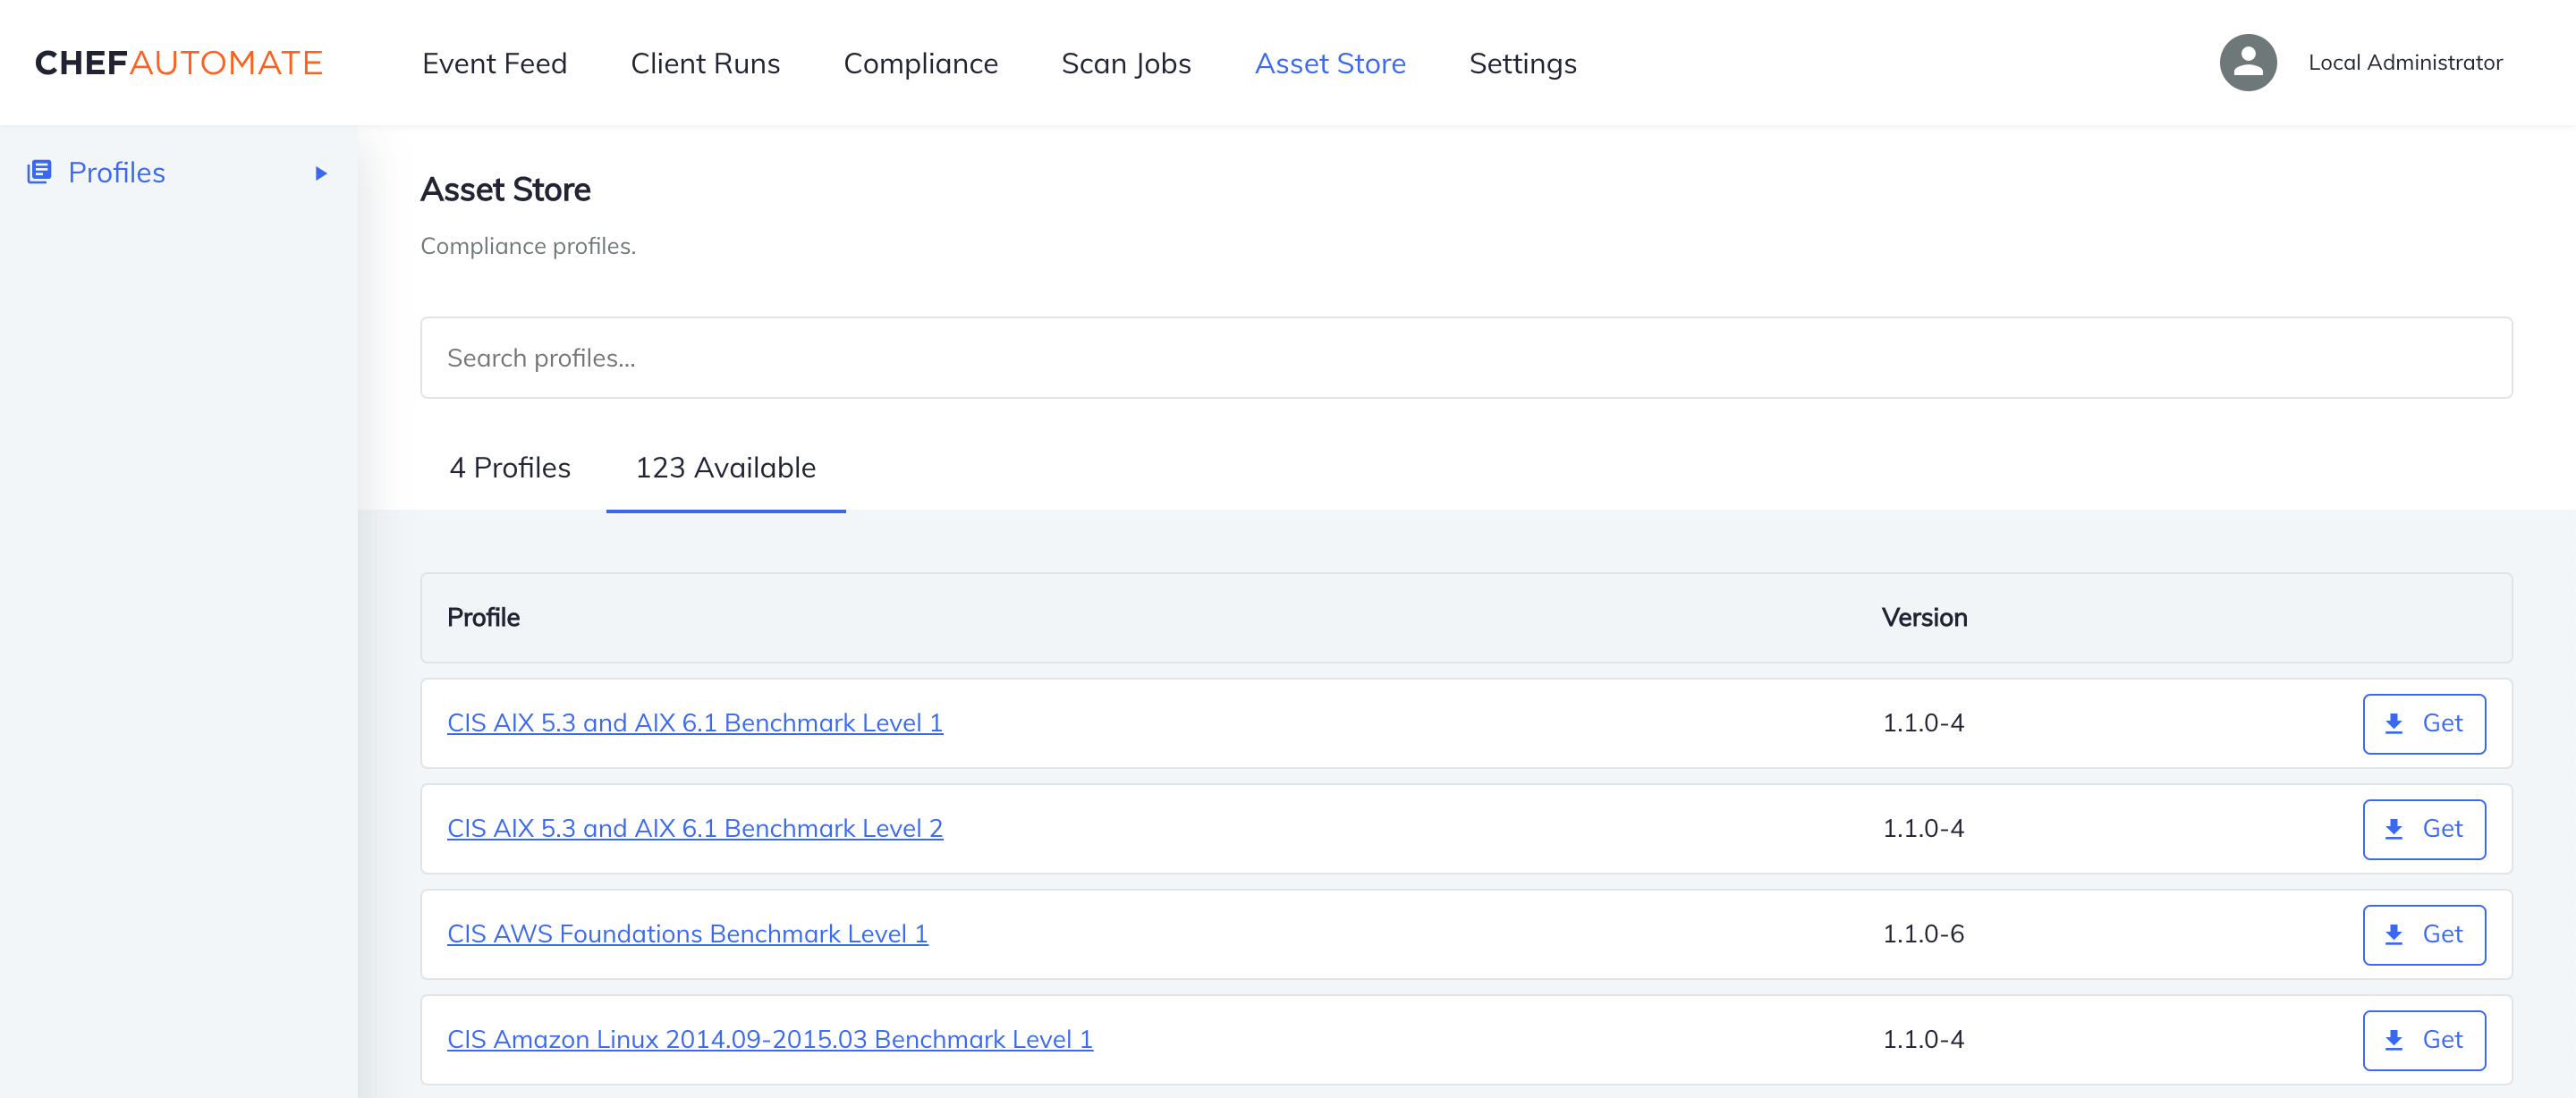 CHEFAUTOMATE
Event Feed
Client Runs
Compliance
Scan Jobs
Asset Store
Settings
Local Administrator
Profiles
Asset Store
Compliance profiles.
Search profiles...
4 Profiles
123 Available
Profile Version
CIS AIX 5.3 and AIX 6.1 Benchmark Level 1 1.1.0-4 Get
CIS AIX 5.3 and AIX 6.1 Benchmark Level 2 1.1.0-4 Get
CIS AWS Foundations Benchmark Level 1 1.1.0-6 Get
CIS Amazon Linux 2014.09-2015.03 Benchmark Level 1 1.1.0-4 Get